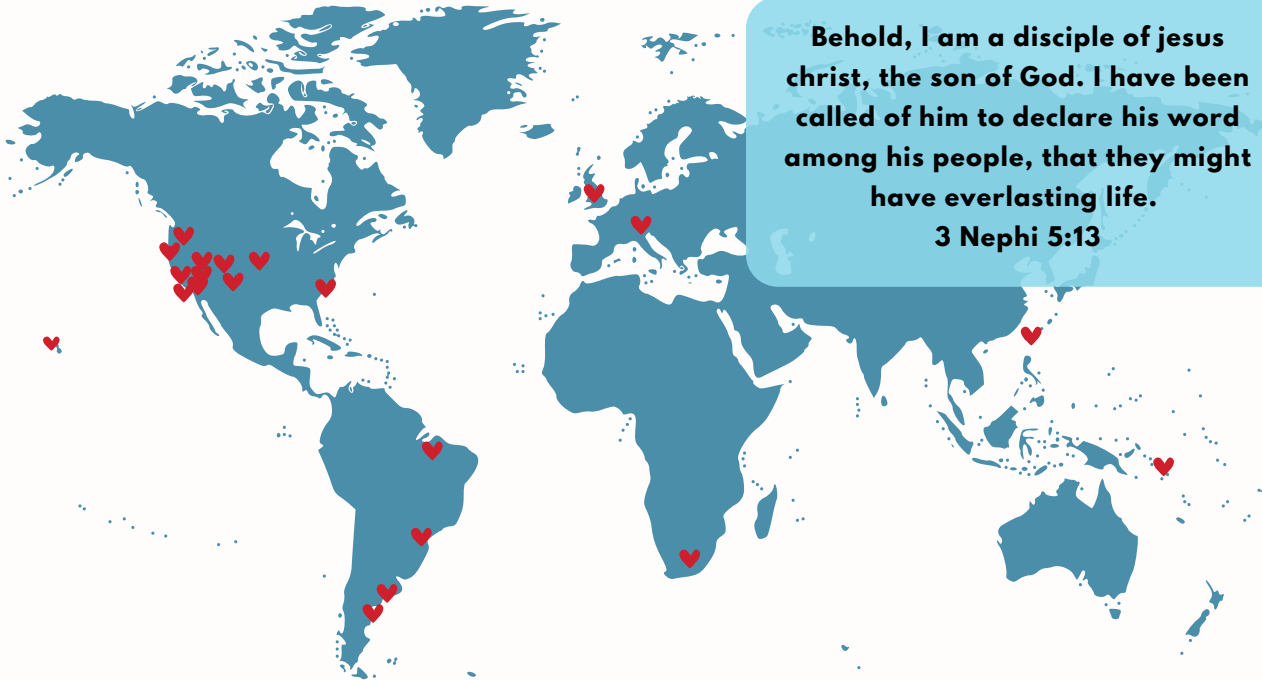 Behold, I am a disciple of jesus
christ, the son of God. I have been
called of him to declare his word
among his people, that they might
have everlasting life.
3 Nephi 5:13